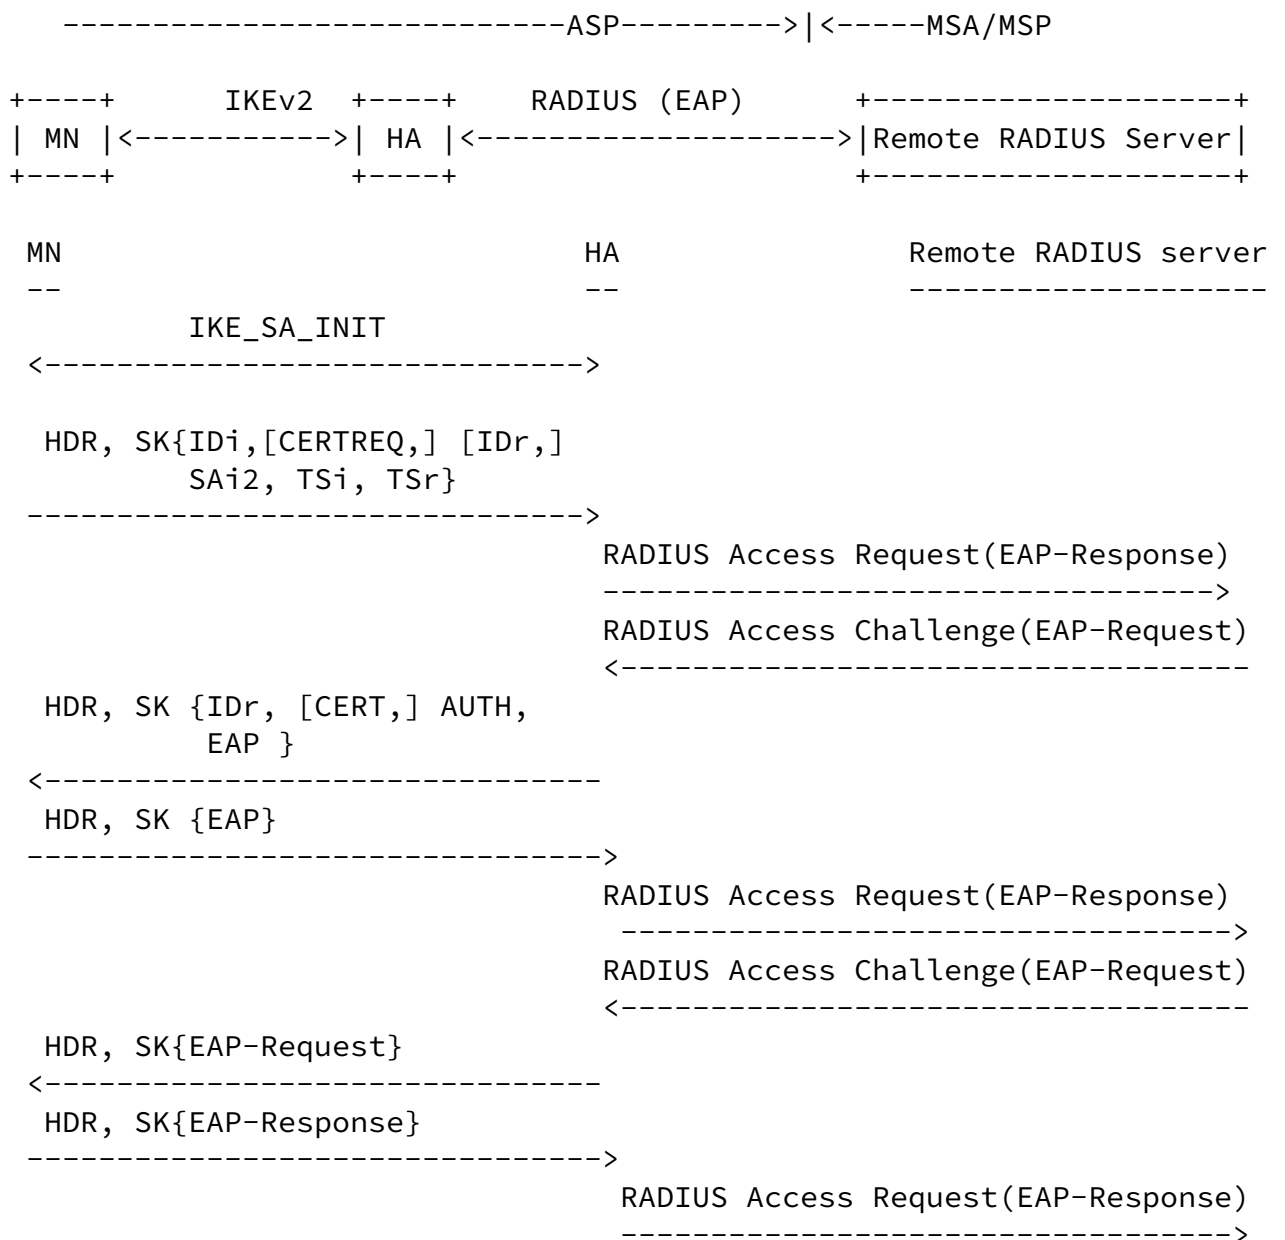 ---------------------------ASP--------->|<-----MSA/MSP
+----+      IKEv2  +----+    RADIUS (EAP)      +-------------------+
| MN |<----------->| HA |<-------------------->|Remote RADIUS Server|
+----+             +----+                      +-------------------+
MN                             HA                Remote RADIUS server
--                             --                --------------------
IKE_SA_INIT
<------------------------------>
HDR, SK{IDi,[CERTREQ,] [IDr,]
SAi2, TSi, TSr}
------------------------------->
RADIUS Access Request(EAP-Response)
---------------------------------->
RADIUS Access Challenge(EAP-Request)
<-----------------------------------
HDR, SK {IDr, [CERT,] AUTH,
EAP }
<-------------------------------
HDR, SK {EAP}
-------------------------------->
RADIUS Access Request(EAP-Response)
---------------------------------->
RADIUS Access Challenge(EAP-Request)
<-----------------------------------
HDR, SK{EAP-Request}
<-------------------------------
HDR, SK{EAP-Response}
-------------------------------->
RADIUS Access Request(EAP-Response)
---------------------------------->